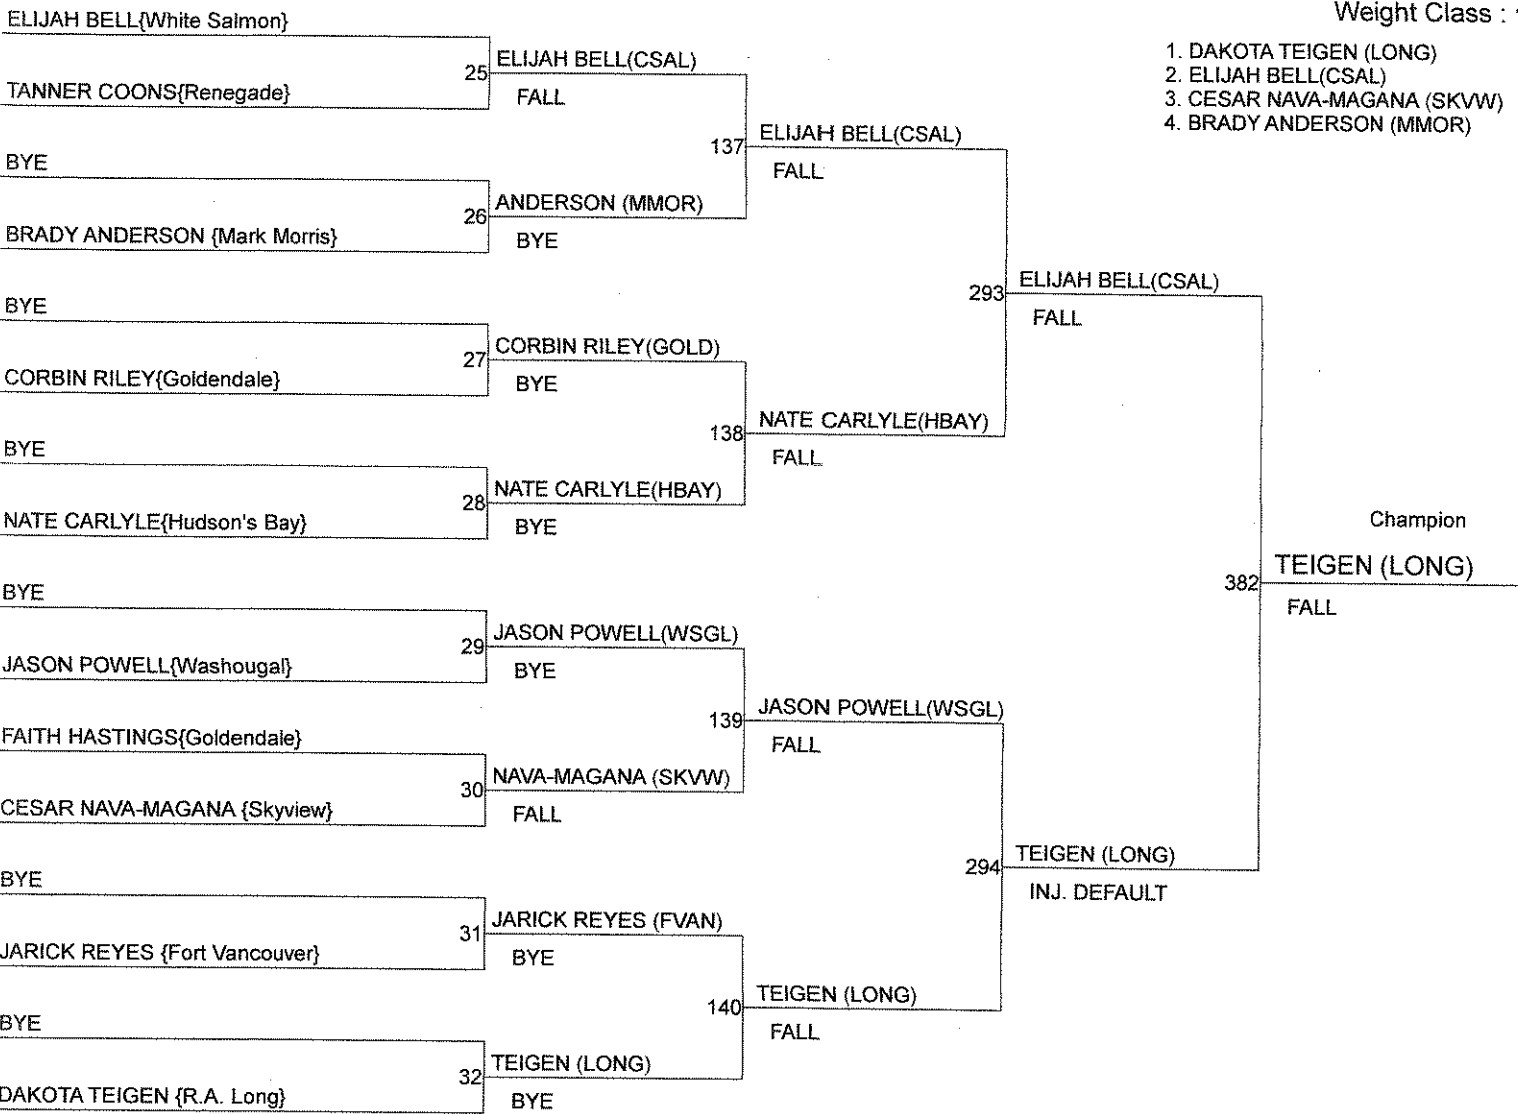 Weight Class :
1. DAKOTA TEIGEN (LONG)
2. ELIJAH BELL(CSAL)
3. CESAR NAVA-MAGANA (SKVW)
4. BRADY ANDERSON (MMOR)
ELIJAH BELL{White Salmon}
TANNER COONS{Renegade}
BYE
BRADY ANDERSON {Mark Morris}
BYE
CORBIN RILEY{Goldendale}
BYE
NATE CARLYLE{Hudson's Bay}
BYE
JASON POWELL{Washougal}
FAITH HASTINGS{Goldendale}
CESAR NAVA-MAGANA {Skyview}
BYE
JARICK REYES {Fort Vancouver}
BYE
DAKOTA TEIGEN {R.A. Long}
25 ELIJAH BELL(CSAL)
FALL
26 ANDERSON (MMOR)
BYE
27 CORBIN RILEY(GOLD)
BYE
28 NATE CARLYLE(HBAY)
BYE
29 JASON POWELL(WSGL)
BYE
30 NAVA-MAGANA (SKVW)
FALL
31 JARICK REYES (FVAN)
BYE
32 TEIGEN (LONG)
BYE
137 ELIJAH BELL(CSAL)
FALL
138 NATE CARLYLE(HBAY)
FALL
139 JASON POWELL(WSGL)
FALL
140 TEIGEN (LONG)
FALL
293 ELIJAH BELL(CSAL)
FALL
294 TEIGEN (LONG)
INJ. DEFAULT
Champion
382 TEIGEN (LONG)
FALL